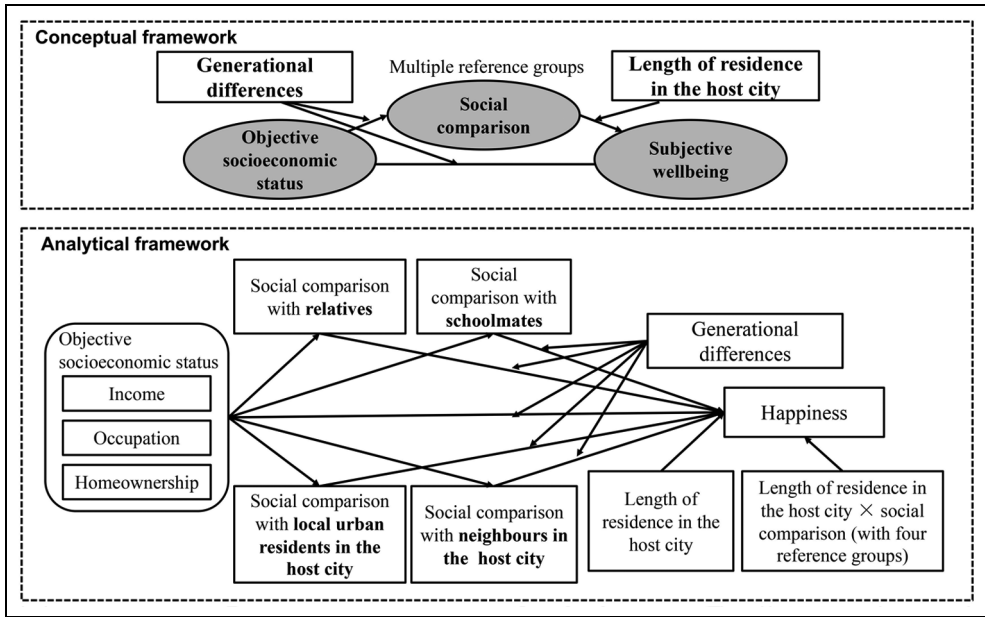 Conceptual framework
Generational
differences
Multiple reference groups
Length of residence
in the host city
Social
comparison
Objective
socioeconomic
status
Subjective
wellbeing
Analytical framework
Social comparison
with relatives
Social
comparison with
schoolmates
Generational
differences
Objective
socioeconomic status
Income
Occupation
Homeownership
Happiness
Social comparison
with local urban
residents in the
host city
Social comparison
with neighbours in
the host city
Length of
residence in the
host city
Length of residence in
the host city × social
comparison (with four
reference groups)